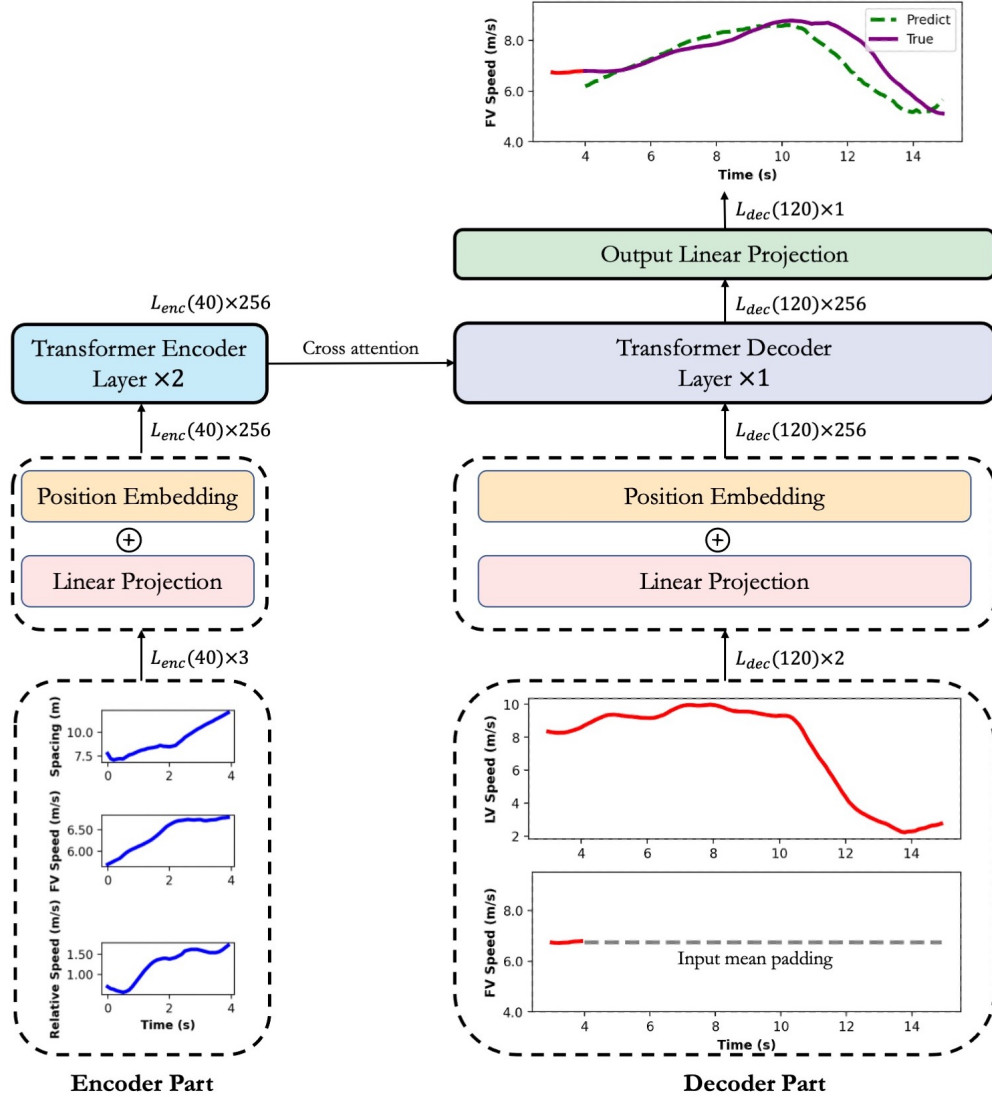 8.0
6.0
4.0
FV Speed (m/s)
Predict
True
4 6 8 10 12 14
Time (s)
L_dec(120)×1
Output Linear Projection
L_enc(40)×256
L_dec(120)×256
Transformer Encoder
Layer ×2
Cross attention
Transformer Decoder
Layer ×1
L_enc(40)×256
L_dec(120)×256
Position Embedding
+
Linear Projection
Position Embedding
+
Linear Projection
L_enc(40)×3
L_dec(120)×2
Spacing (m)
10.0
7.5
0 2 4
FV Speed (m/s)
6.50
6.00
0 2 4
Relative Speed (m/s)
1.50
1.00
0 2 4
Time (s)
LV Speed (m/s)
10
8
6
4
2
4 6 8 10 12 14
FV Speed (m/s)
8.0
6.0
4.0
Input mean padding
4 6 8 10 12 14
Time (s)
Encoder Part
Decoder Part